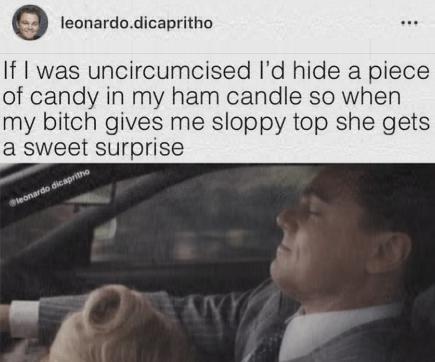 leonardo.dicapritho
If I was uncircumcised I'd hide a piece
of candy in my ham candle so when
my bitch gives me sloppy top she gets
a sweet surprise
@leonardo dicapritho